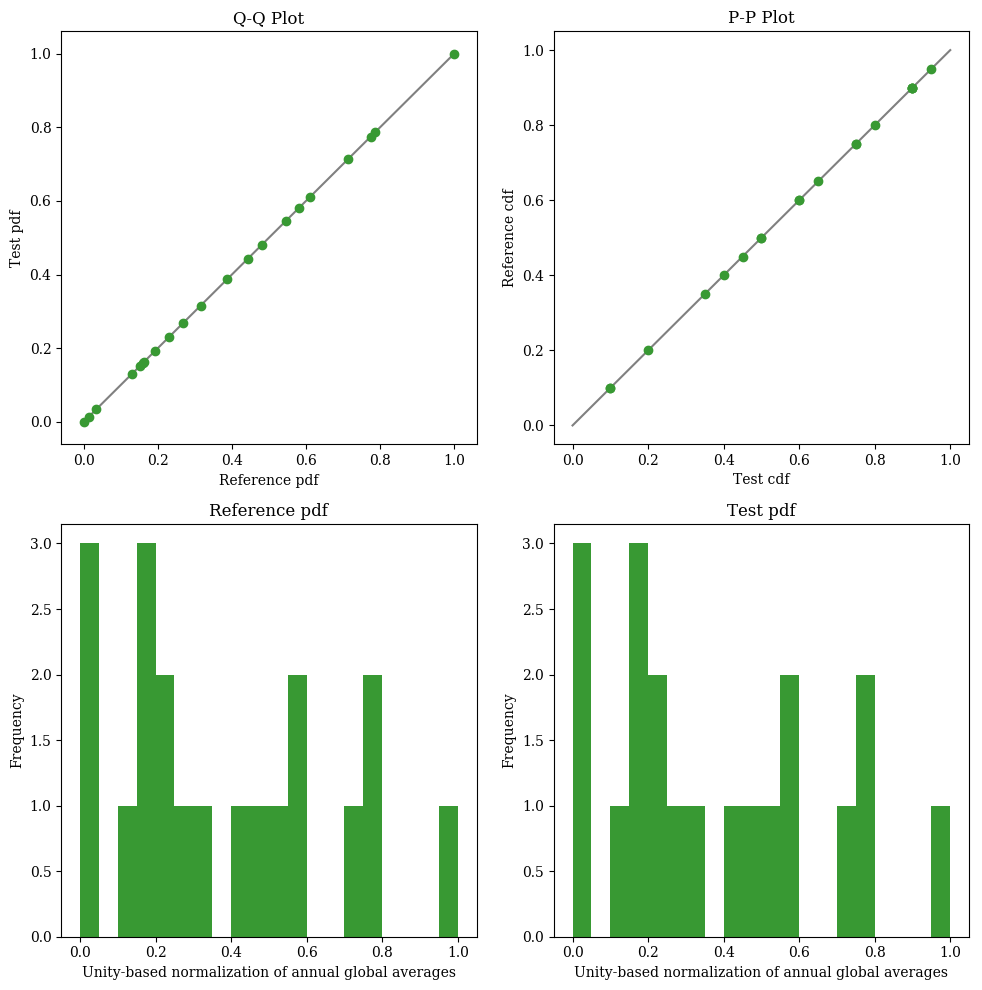 Q-Q Plot
1.0
0.8
0.6
0.4
0.2
0.0
Test pdf
0.0 0.2 0.4 0.6 0.8 1.0
Reference pdf
P-P Plot
1.0
0.8
0.6
0.4
0.2
0.0
Reference cdf
0.0 0.2 0.4 0.6 0.8 1.0
Test cdf
Reference pdf
3.0
2.5
2.0
1.5
1.0
0.5
0.0
Frequency
0.0 0.2 0.4 0.6 0.8 1.0
Unity-based normalization of annual global averages
Test pdf
3.0
2.5
2.0
1.5
1.0
0.5
0.0
Frequency
0.0 0.2 0.4 0.6 0.8 1.0
Unity-based normalization of annual global averages